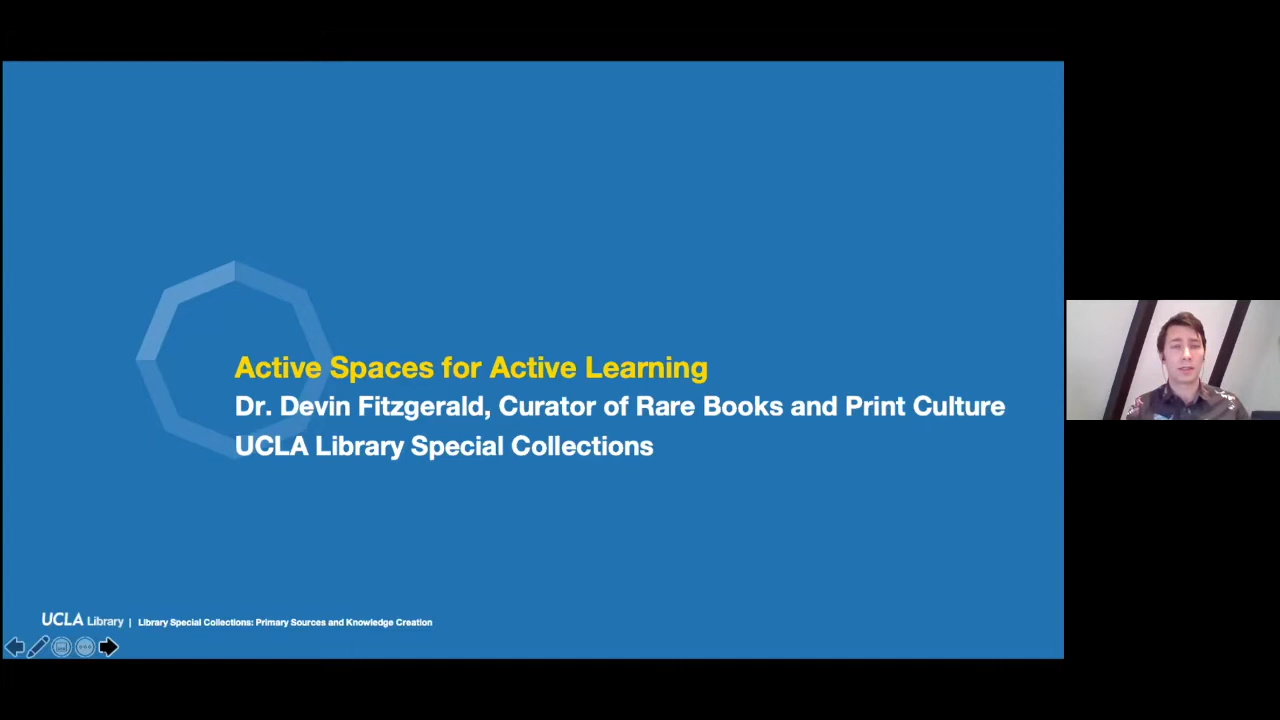 Active Spaces for Active Learning
Dr. Devin Fitzgerald, Curator of Rare Books and Print Culture
UCLA Library Special Collections
UCLA Library | Library Special Collections: Primary Sources and Knowledge Creation